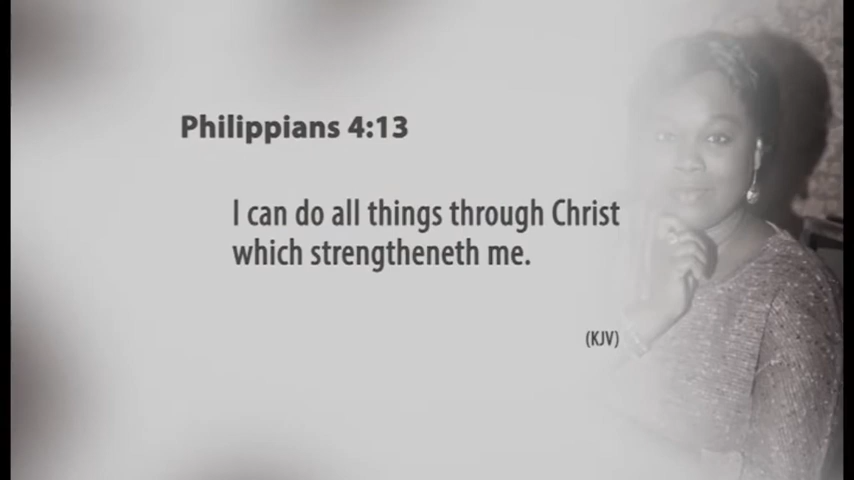 Philippians 4:13
I can do all things through Christ
which strengtheneth me.
(KJV)